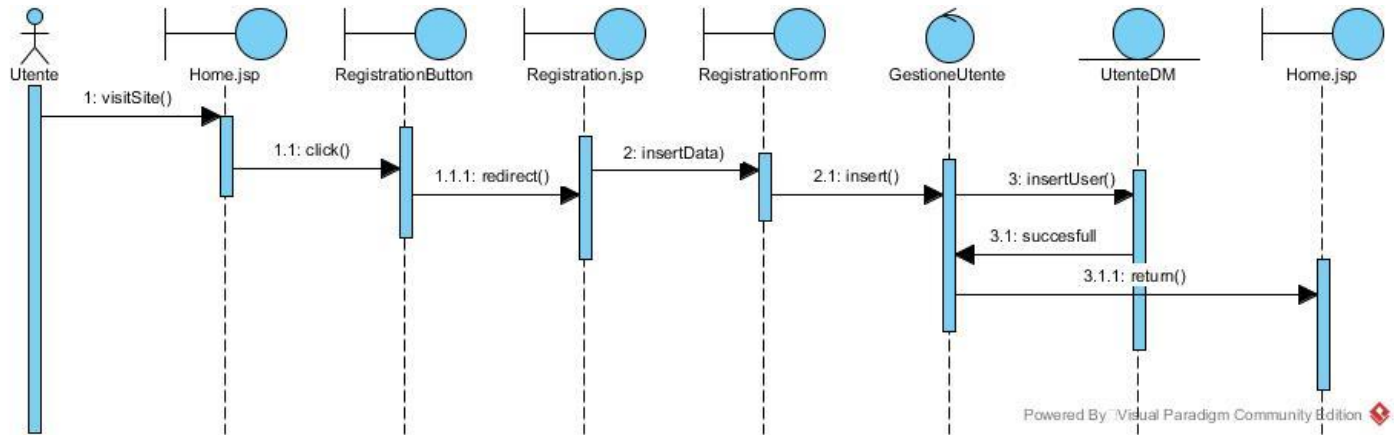 Utente
Home.jsp
RegistrationButton
Registration.jsp
RegistrationForm
GestioneUtente
UtenteDM
Home.jsp
1: visitSite()
1.1: click()
1.1.1: redirect()
2: insertData)
2.1: insert()
3: insertUser()
3.1: succesfull
3.1.1: return()
Powered By Visual Paradigm Community Edition